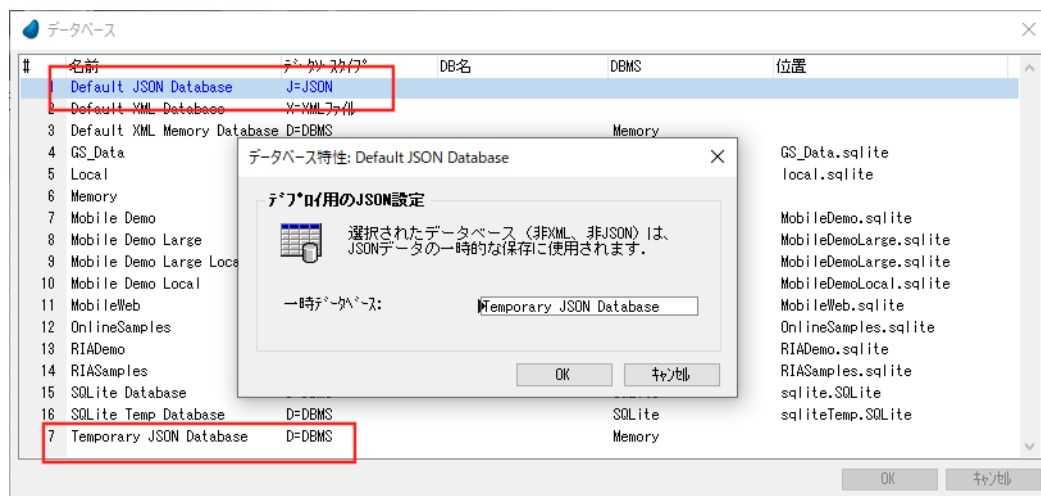 データベース
# 名前 データソースタイプ DB名 DBMS 位置
1 Default JSON Database J=JSON
2 Default XML Database X=XMLファイル
3 Default XML Memory Database D=DBMS Memory
4 GS_Data GS_Data.sqlite
5 Local local.sqlite
6 Memory
7 Mobile Demo MobileDemo.sqlite
8 Mobile Demo Large MobileDemoLarge.sqlite
9 Mobile Demo Large Loca MobileDemoLarge.sqlite
10 Mobile Demo Local MobileDemoLocal.sqlite
11 MobileWeb MobileWeb.sqlite
12 OnlineSamples OnlineSamples.sqlite
13 RIADemo RIADemo.sqlite
14 RIASamples RIASamples.sqlite
15 SQLite Database sqlite.SQLite
16 SQLite Temp Database D=DBMS SQLite sqliteTemp.SQLite
7 Temporary JSON Database D=DBMS Memory
OK キャンセル
データベース特性: Default JSON Database
デプロイ用のJSON設定
選択されたデータベース（非XML、非JSON）は、
JSONデータの一時的な保存に使用されます.
一時データベース: Temporary JSON Database
OK キャンセル